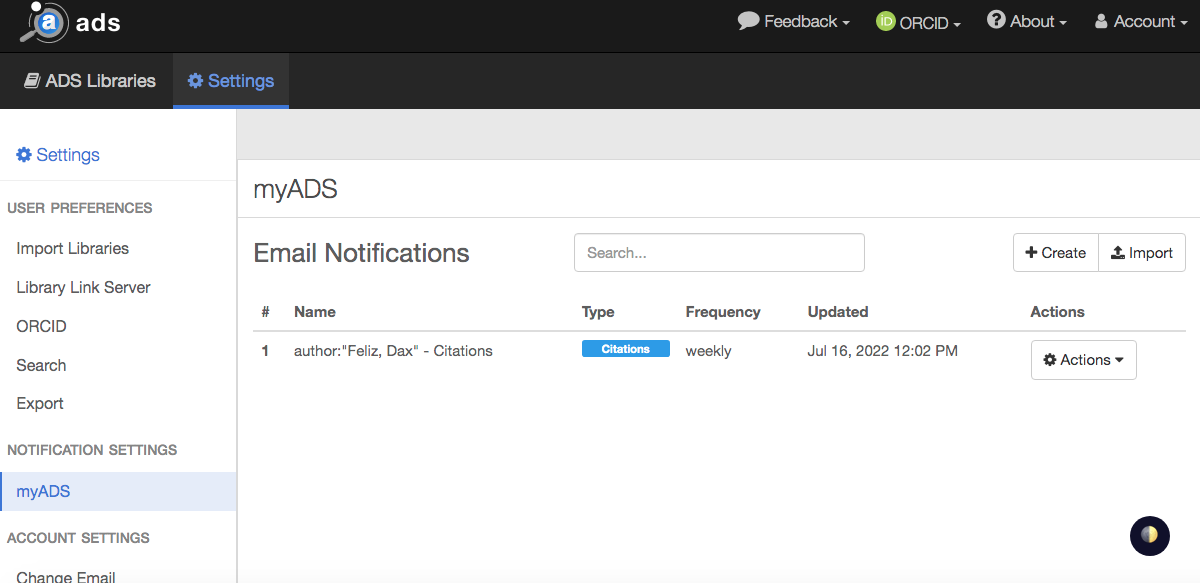 a ads
Feedback
iD ORCID
? About
Account
ADS Libraries
Settings
Settings
USER PREFERENCES
Import Libraries
Library Link Server
ORCID
Search
Export
NOTIFICATION SETTINGS
myADS
ACCOUNT SETTINGS
Change Email
myADS
Email Notifications
Search...
+ Create
Import
# Name Type Frequency Updated Actions
1 author:"Feliz, Dax" - Citations Citations weekly Jul 16, 2022 12:02 PM Actions